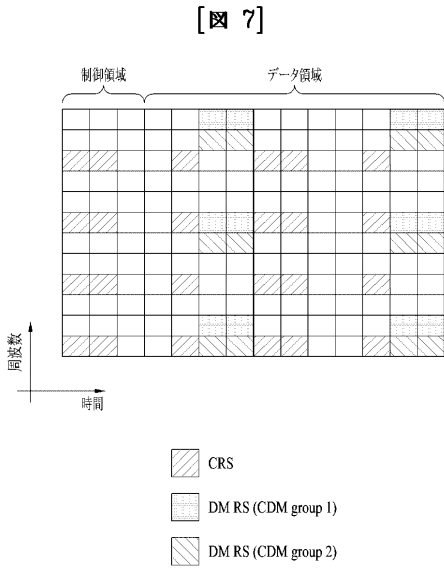 [図 7]
制御領域
データ領域
周波数
時間
CRS
DM RS (CDM group 1)
DM RS (CDM group 2)